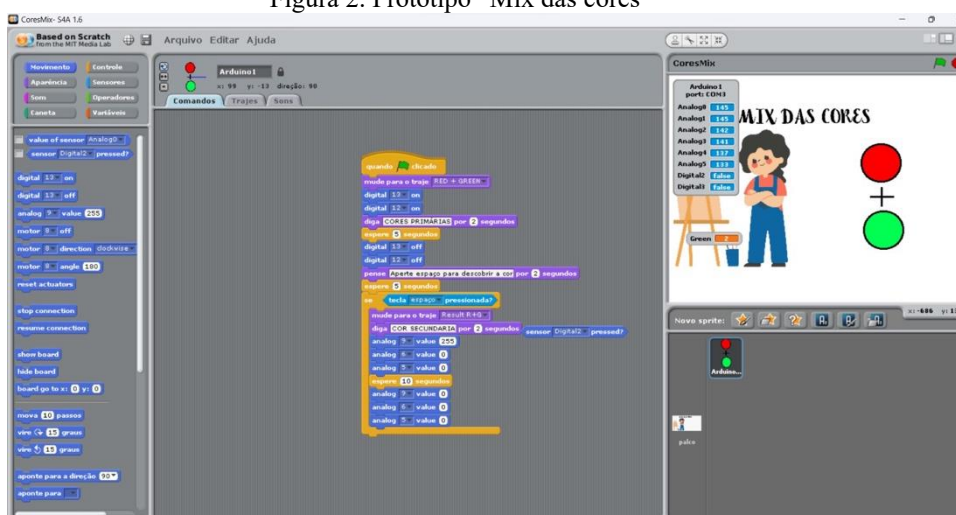 Figura 2. Protótipo "Mix das cores"
CoresMix- S4A 1.6
Based on Scratch
from the MIT Media Lab
Arquivo Editar Ajuda
Movimento Controle
Aparência Sensores
Som Operadores
Caneta Variáveis
Arduino1
x: 99 y: -13 direção: 90
Comandos Trajes Sons
value of sensor Analog0
sensor Digital2 pressed?
digital 13 on
digital 13 off
analog 9 value 255
motor 8 off
motor 8 direction clockwise
motor 8 angle 180
reset actuators
stop connection
resume connection
show board
hide board
board go to x: 0 y: 0
mova 10 passos
vire 15 graus
vire 15 graus
aponte para a direção 90
aponte para
quando clicado
mude para o traje RED + GREEN
digital 13 on
digital 12 on
diga CORES PRIMÁRIAS por 2 segundos
espere 5 segundos
digital 13 off
digital 12 off
pense Aperte espaço para descobrir a cor por 2 segundos
espere 5 segundos
se tecla espaço pressionada?
mude para o traje Result R+G
diga COR SECUNDARIA por 2 segundos
sensor Digital2 pressed?
analog 9 value 255
analog 6 value 0
analog 5 value 0
espere 10 segundos
analog 9 value 0
analog 6 value 0
analog 5 value 0
CoresMix
Arduino1
port: COM3
Analog0 145
Analog1 145
Analog2 142
Analog3 141
Analog4 137
Analog5 133
Digital2 false
Digital3 false
MIX DAS CORES
Green 2
Novo sprite:
x: -686
Arduino...
palco